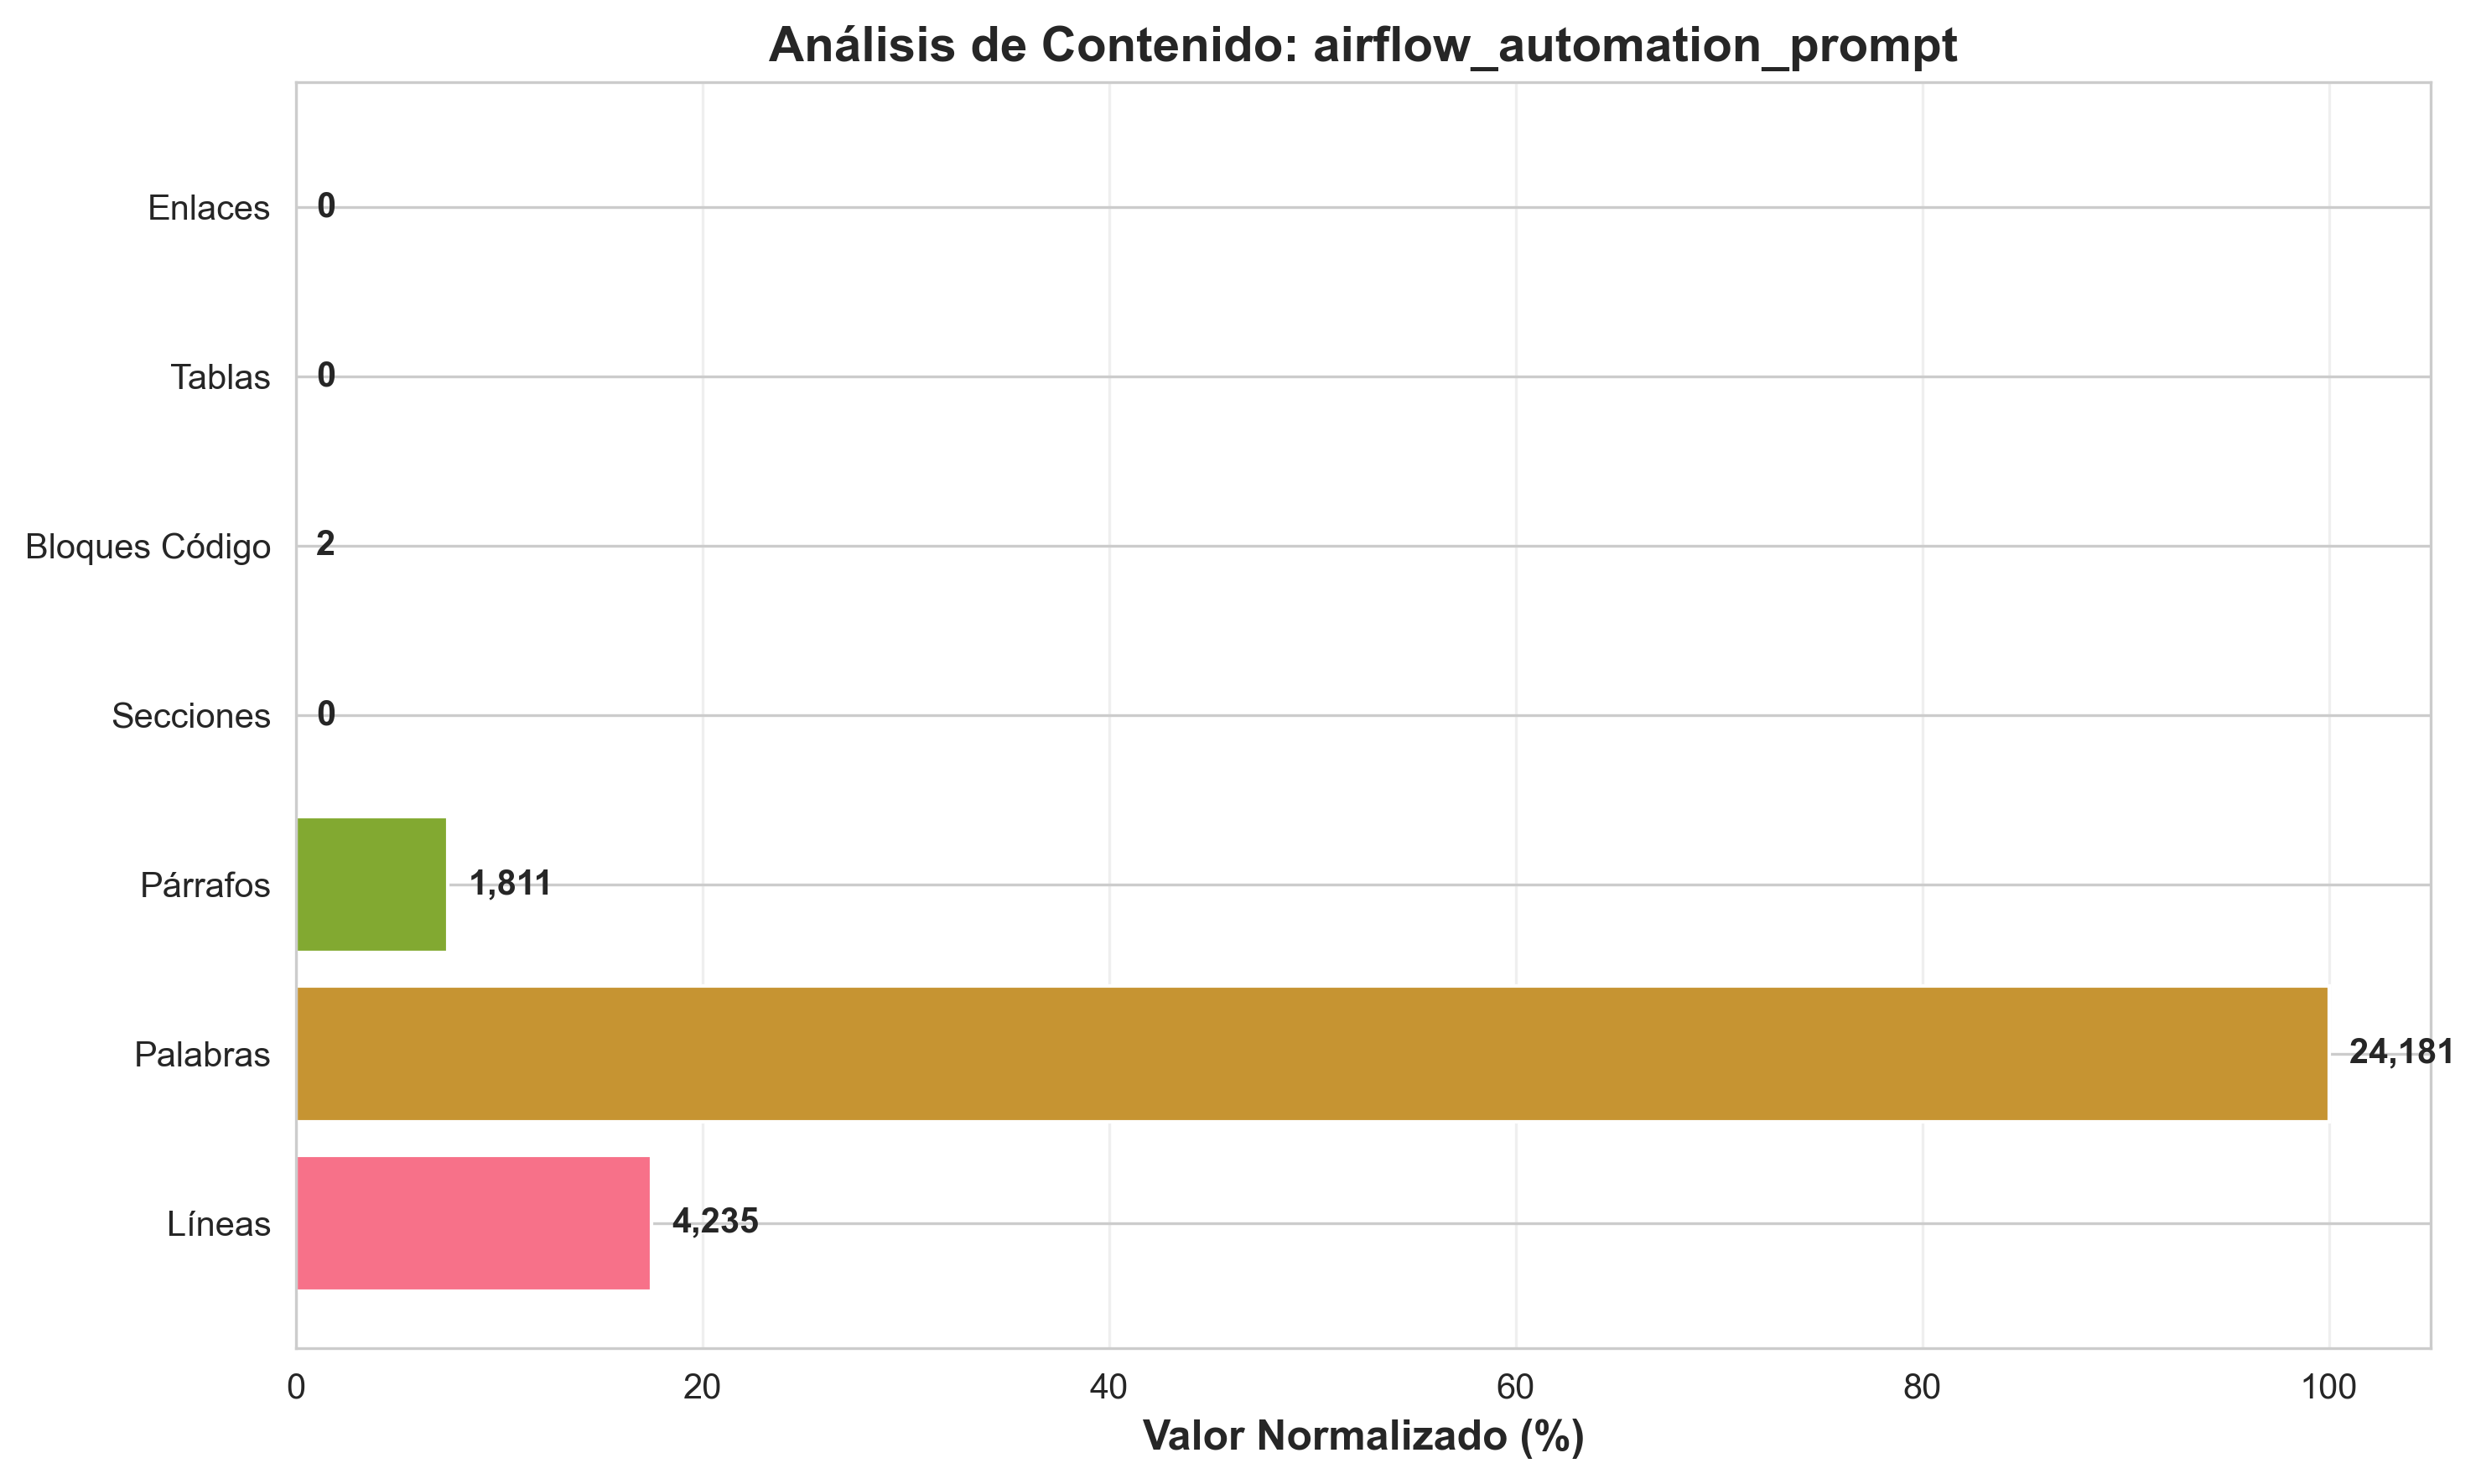 Análisis de Contenido: airflow_automation_prompt
Enlaces 0
Tablas 0
Bloques Código 2
Secciones 0
Párrafos 1,811
Palabras 24,181
Líneas 4,235
0 20 40 60 80 100
Valor Normalizado (%)